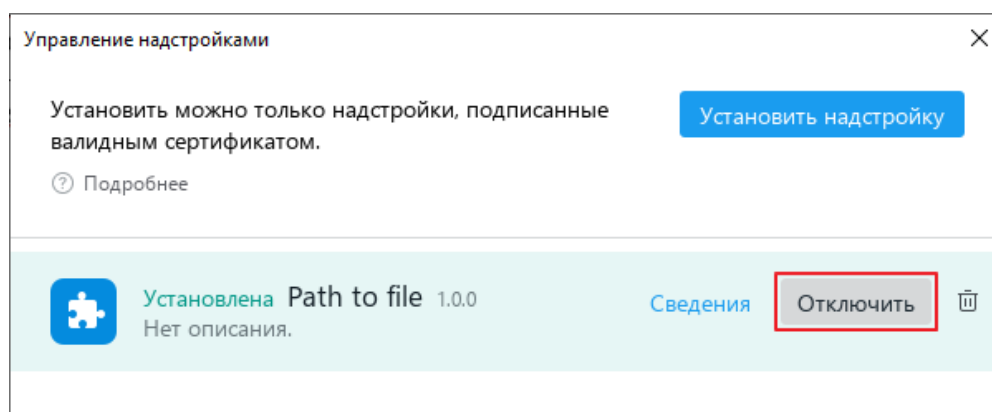 Управление надстройками
Установить можно только надстройки, подписанные
валидным сертификатом.
Установить надстройку
? Подробнее
Установлена Path to file 1.0.0
Нет описания.
Сведения
Отключить